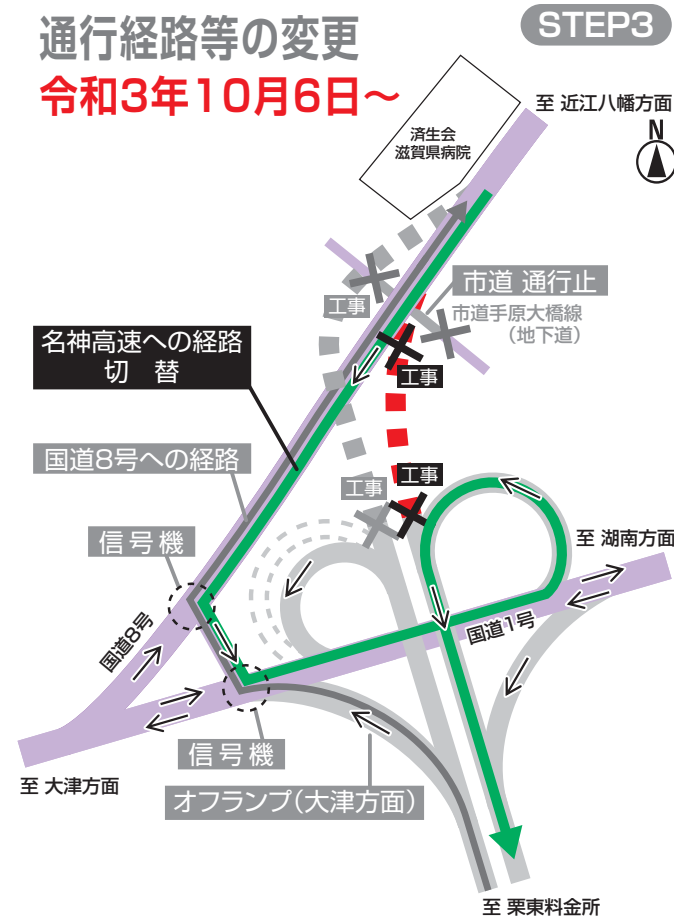 通行経路等の変更
STEP3
令和3年10月6日～
至 近江八幡方面
済生会
滋賀県病院
N
市道 通行止
工事
市道手原大橋線
（地下道）
名神高速への経路
切　替
工事
国道8号への経路
工事
工事
信号機
至 湖南方面
国道8号
国道1号
信号機
至 大津方面
オフランプ(大津方面)
至 栗東料金所